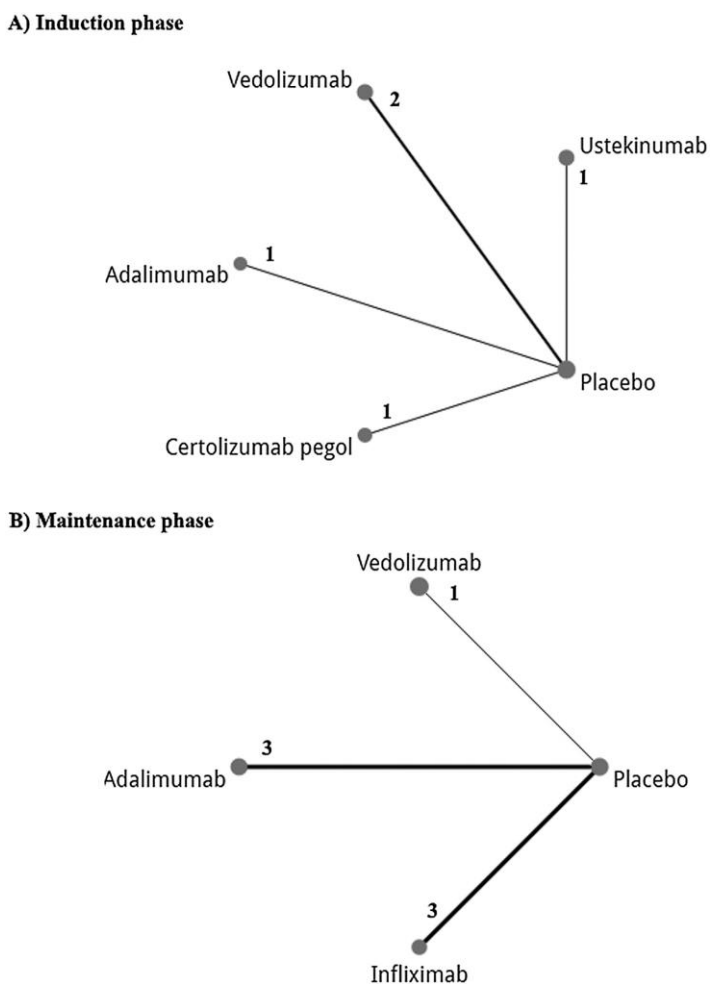 A) Induction phase
Vedolizumab
2
Ustekinumab
1
1
Adalimumab
Placebo
1
Certolizumab pegol
B) Maintenance phase
Vedolizumab
1
3
Adalimumab
Placebo
3
Infliximab